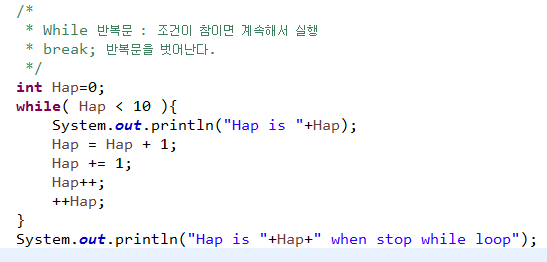 /*
* While 반복문 : 조건이 참이면 계속해서 실행
* break; 반복문을 벗어난다.
*/
int Hap=0;
while( Hap < 10 ){
System.out.println("Hap is "+Hap);
Hap = Hap + 1;
Hap += 1;
Hap++;
++Hap;
}
System.out.println("Hap is "+Hap+" when stop while loop");